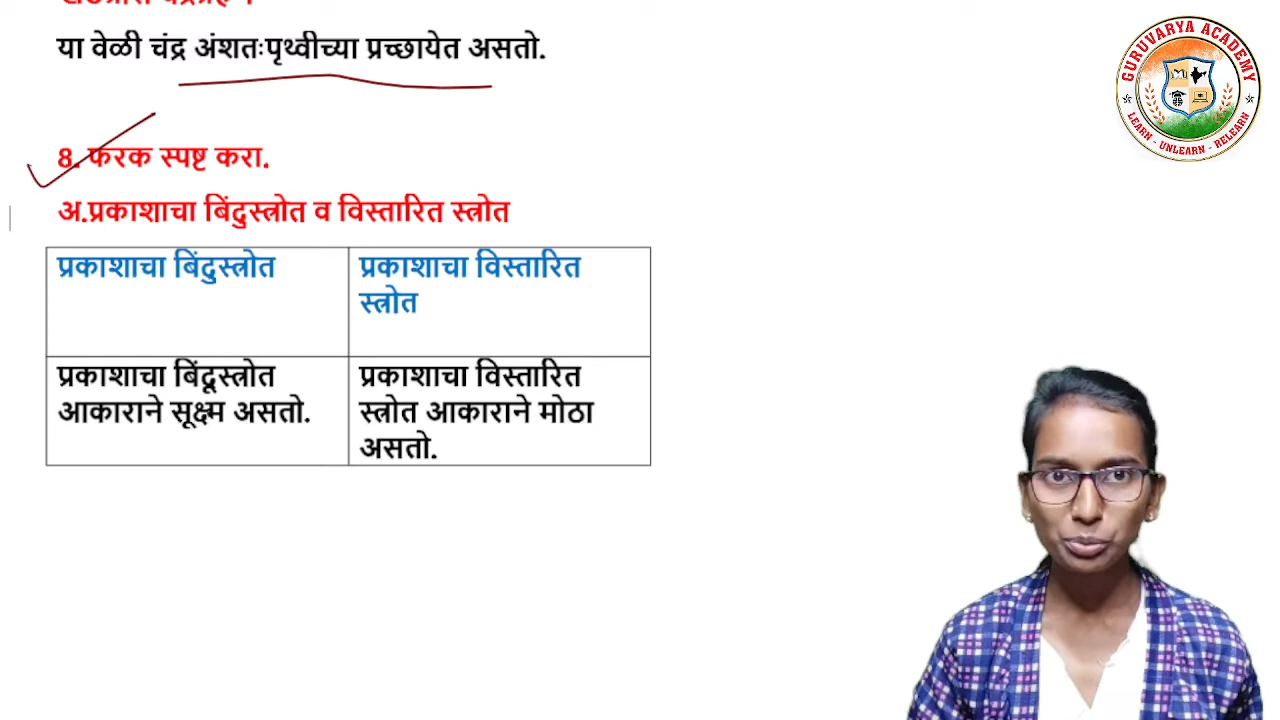 या वेळी चंद्र अंशतःपृथ्वीच्या प्रच्छायेत असतो.
8. फरक स्पष्ट करा.
अ.प्रकाशाचा बिंदुस्त्रोत व विस्तारित स्त्रोत
प्रकाशाचा बिंदुस्त्रोत
प्रकाशाचा विस्तारित
स्त्रोत
प्रकाशाचा बिंदूस्त्रोत
आकाराने सूक्ष्म असतो.
प्रकाशाचा विस्तारित
स्त्रोत आकाराने मोठा
असतो.
GURUVARYA ACADEMY
LEARN - UNLEARN - RELEARN